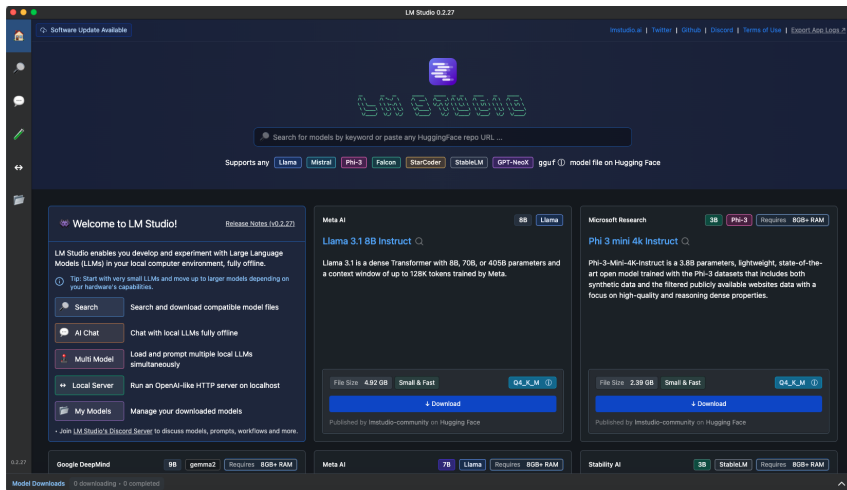 LM Studio 0.2.27
Software Update Available
lmstudio.ai | Twitter | Github | Discord | Terms of Use | Export App Logs
LM STUDIO
Search for models by keyword or paste any HuggingFace repo URL ...
Supports any Llama Mistral Phi-3 Falcon StarCoder StableLM GPT-NeoX gguf model file on Hugging Face
Welcome to LM Studio!
Release Notes (v0.2.27)
LM Studio enables you to develop and experiment with Large Language
Models (LLMs) in your local computer environment, fully offline.
Tip: Start with very small LLMs and move up to larger models depending on
your hardware's capabilities.
Search Search and download compatible model files
AI Chat Chat with local LLMs fully offline
Multi Model Load and prompt multiple local LLMs
simultaneously
Local Server Run an OpenAI-like HTTP server on localhost
My Models Manage your downloaded models
• Join LM Studio's Discord Server to discuss models, prompts, workflows and more.
Meta AI 8B Llama
Llama 3.1 8B Instruct
Llama 3.1 is a dense Transformer with 8B, 70B, or 405B parameters and
a context window of up to 128K tokens trained by Meta.
File Size 4.92 GB Small & Fast Q4_K_M
↓ Download
Published by lmstudio-community on Hugging Face
Microsoft Research 3B Phi-3 Requires 8GB+ RAM
Phi 3 mini 4k Instruct
Phi-3-Mini-4K-Instruct is a 3.8B parameters, lightweight, state-of-the-
art open model trained with the Phi-3 datasets that includes both
synthetic data and the filtered publicly available websites data with a
focus on high-quality and reasoning dense properties.
File Size 2.39 GB Small & Fast Q4_K_M
↓ Download
Published by lmstudio-community on Hugging Face
Google DeepMind 9B gemma2 Requires 8GB+ RAM
Meta AI 7B Llama Requires 8GB+ RAM
Stability AI 3B StableLM Requires 8GB+ RAM
0.2.27
Model Downloads 0 downloading • 0 completed